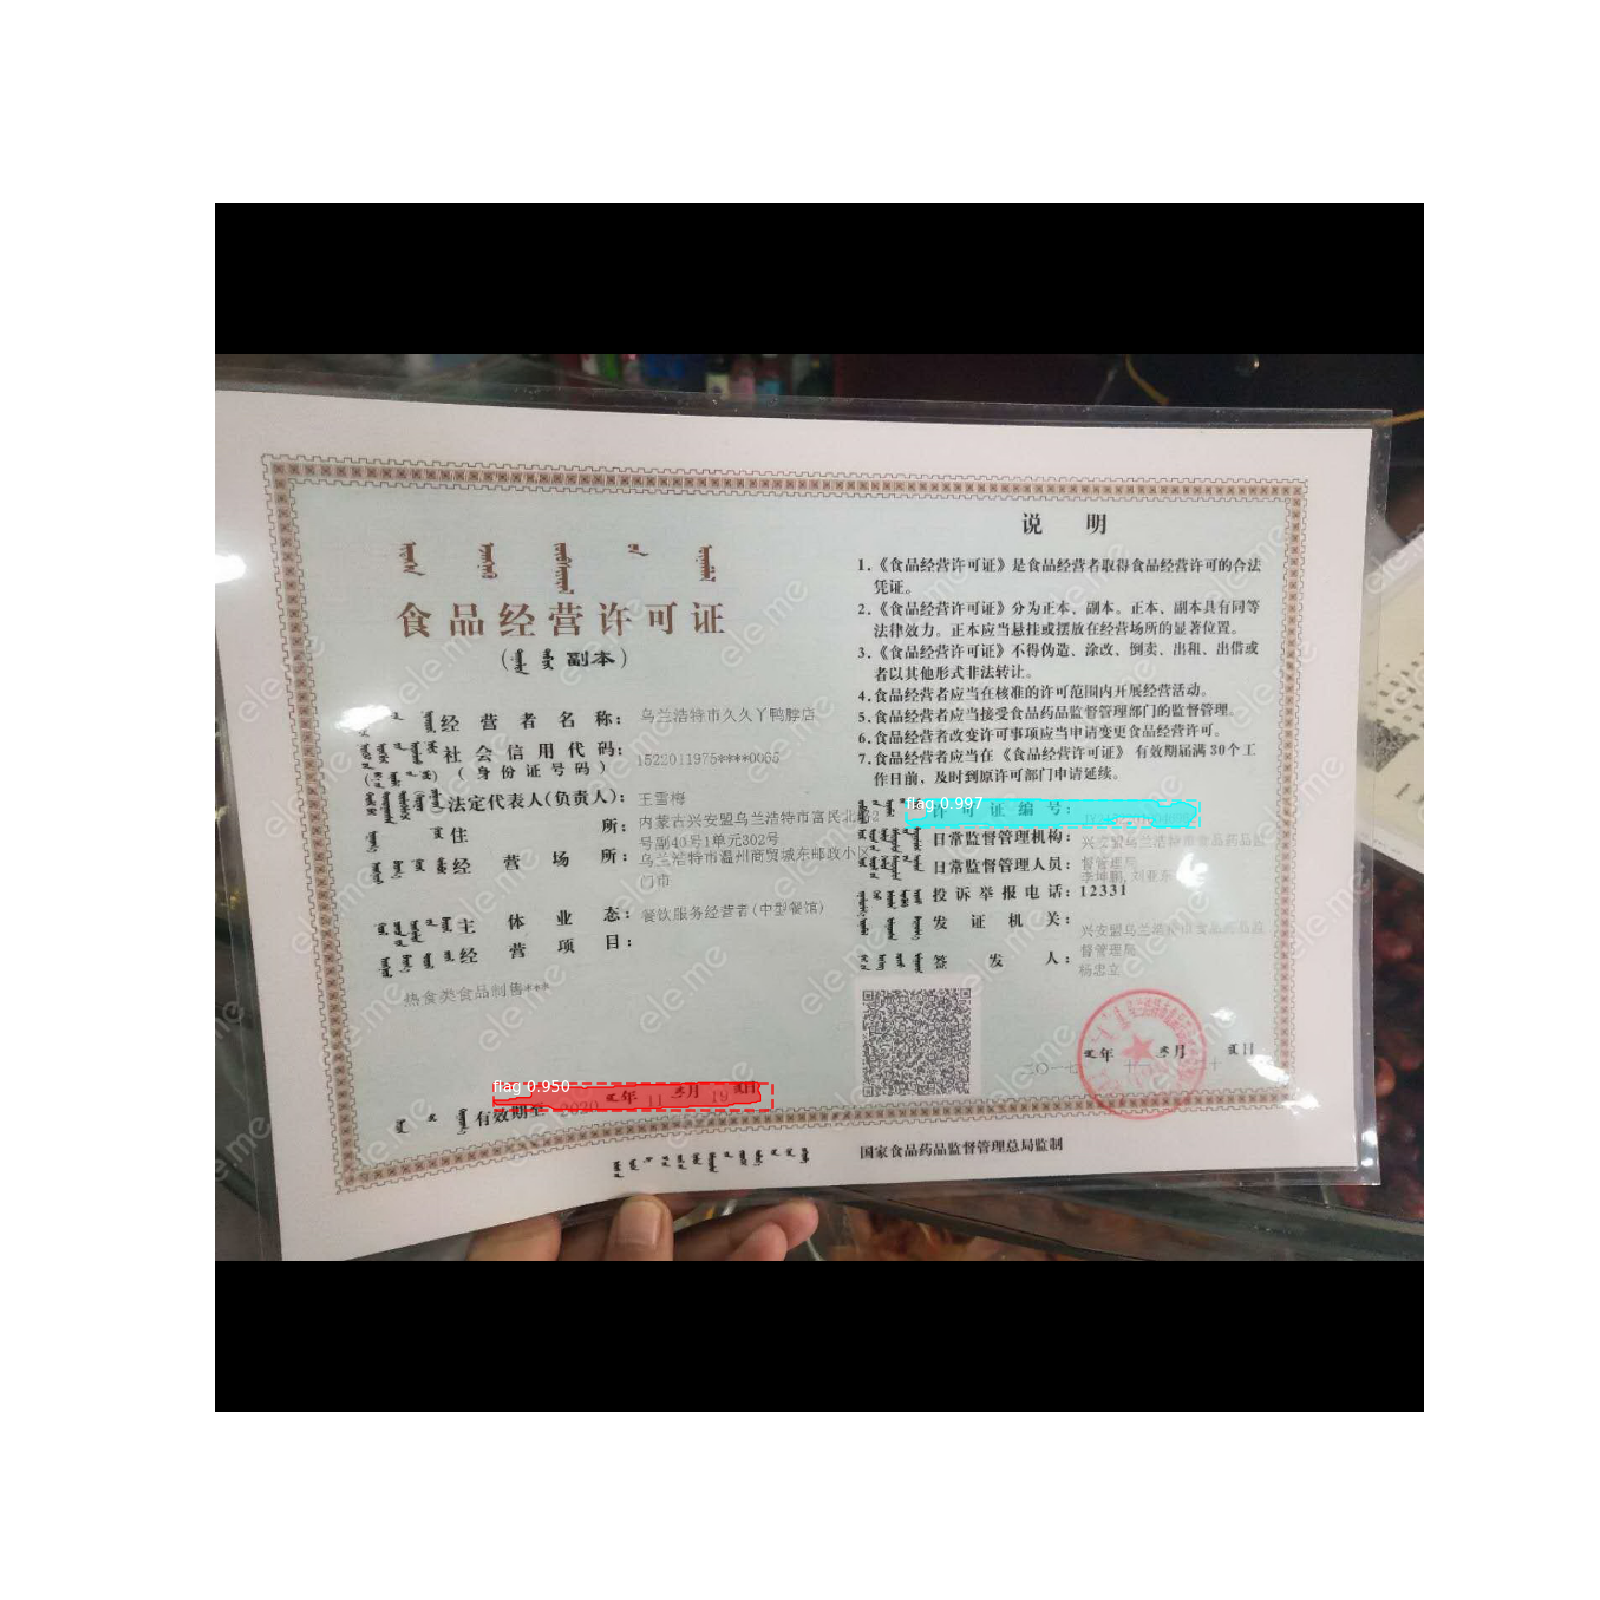 食品经营许可证
(副本)
经营者名称：乌兰浩特市久久丫鸭脖店
社会信用代码：1522011975****0065
(身份证号码)
法定代表人(负责人)：王雪梅
住所：内蒙古兴安盟乌兰浩特市富民北路2
号副40号1单元302号
经营场所：乌兰浩特市温州商贸城东邮政小区
门市
主体业态：餐饮服务经营者(中型餐馆)
经营项目：
热食类食品制售***
有效期至 2020 年 11 月 19 日
说 明
1.《食品经营许可证》是食品经营者取得食品经营许可的合法
凭证。
2.《食品经营许可证》分为正本、副本。正本、副本具有同等
法律效力。正本应当悬挂或摆放在经营场所的显著位置。
3.《食品经营许可证》不得伪造、涂改、倒卖、出租、出借或
者以其他形式非法转让。
4.食品经营者应当在核准的许可范围内开展经营活动。
5.食品经营者应当接受食品药品监督管理部门的监督管理。
6.食品经营者改变许可事项应当申请变更食品经营许可。
7.食品经营者应当在《食品经营许可证》有效期届满30个工
作日前，及时到原许可部门申请延续。
flag 0.997
许可证编号：
日常监督管理机构：兴安盟乌兰浩特市食品药品监
督管理局
日常监督管理人员：李坤鹏,刘亚东
投诉举报电话：12331
发证机关：兴安盟乌兰浩特市食品药品监
督管理局
签发人：杨忠立
二〇一七年十一月 日
flag 0.950
国家食品药品监督管理总局监制
ele.me